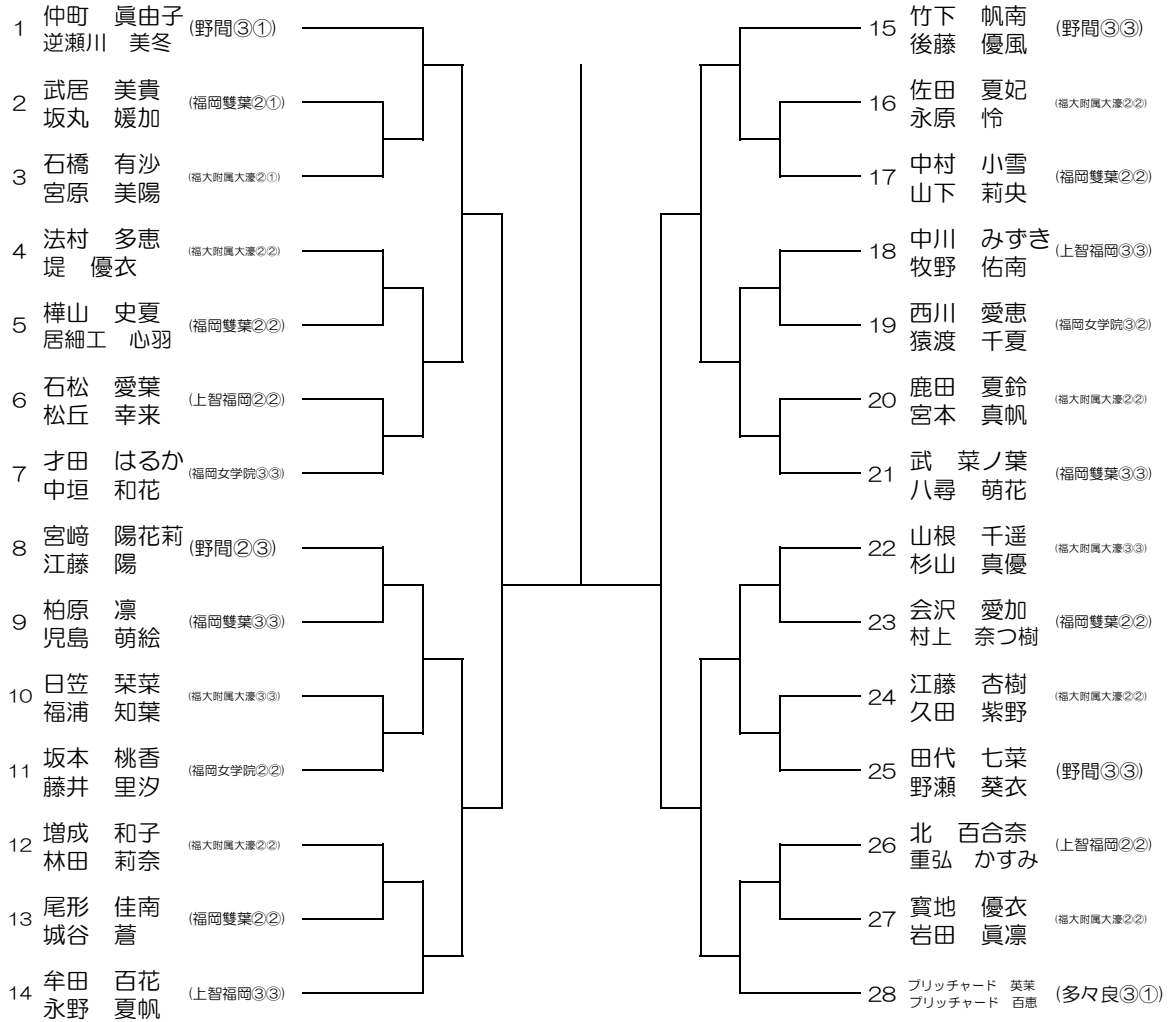 1 仲町　眞由子 (野間③①)
逆瀬川　美冬
2 武居　美貴 (福岡雙葉②①)
坂丸　媛加
3 石橋　有沙 (福大附属大濠②①)
宮原　美陽
4 法村　多恵 (福大附属大濠②②)
堤　優衣
5 樺山　史夏 (福岡雙葉②②)
居細工　心羽
6 石松　愛葉 (上智福岡②②)
松丘　幸来
7 才田　はるか (福岡女学院③③)
中垣　和花
8 宮﨑　陽花莉 (野間②③)
江藤　陽
9 柏原　凛 (福岡雙葉③③)
児島　萌絵
10 日笠　栞菜 (福大附属大濠③③)
福浦　知葉
11 坂本　桃香 (福岡女学院②②)
藤井　里汐
12 増成　和子 (福大附属大濠②②)
林田　莉奈
13 尾形　佳南 (福岡雙葉②②)
城谷　蒼
14 牟田　百花 (上智福岡③③)
永野　夏帆
15 竹下　帆南 (野間③③)
後藤　優風
16 佐田　夏妃 (福大附属大濠②②)
永原　怜
17 中村　小雪 (福岡雙葉②②)
山下　莉央
18 中川　みずき (上智福岡③③)
牧野　佑南
19 西川　愛恵 (福岡女学院③②)
猿渡　千夏
20 鹿田　夏鈴 (福大附属大濠②②)
宮本　真帆
21 武　菜ノ葉 (福岡雙葉③③)
八尋　萌花
22 山根　千遥 (福大附属大濠③③)
杉山　真優
23 会沢　愛加 (福岡雙葉②②)
村上　奈つ樹
24 江藤　杏樹 (福大附属大濠②②)
久田　紫野
25 田代　七菜 (野間③③)
野瀬　葵衣
26 北　百合奈 (上智福岡②②)
重弘　かすみ
27 寳地　優衣 (福大附属大濠②②)
岩田　眞凛
28 プリッチャード　英茉 (多々良③①)
プリッチャード　百恵